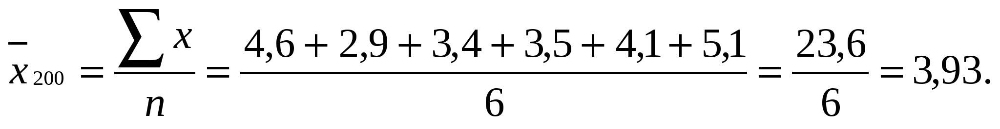 x̄₂₀₀ = ∑x / n = (4,6 + 2,9 + 3,4 + 3,5 + 4,1 + 5,1) / 6 = 23,6 / 6 = 3,93.